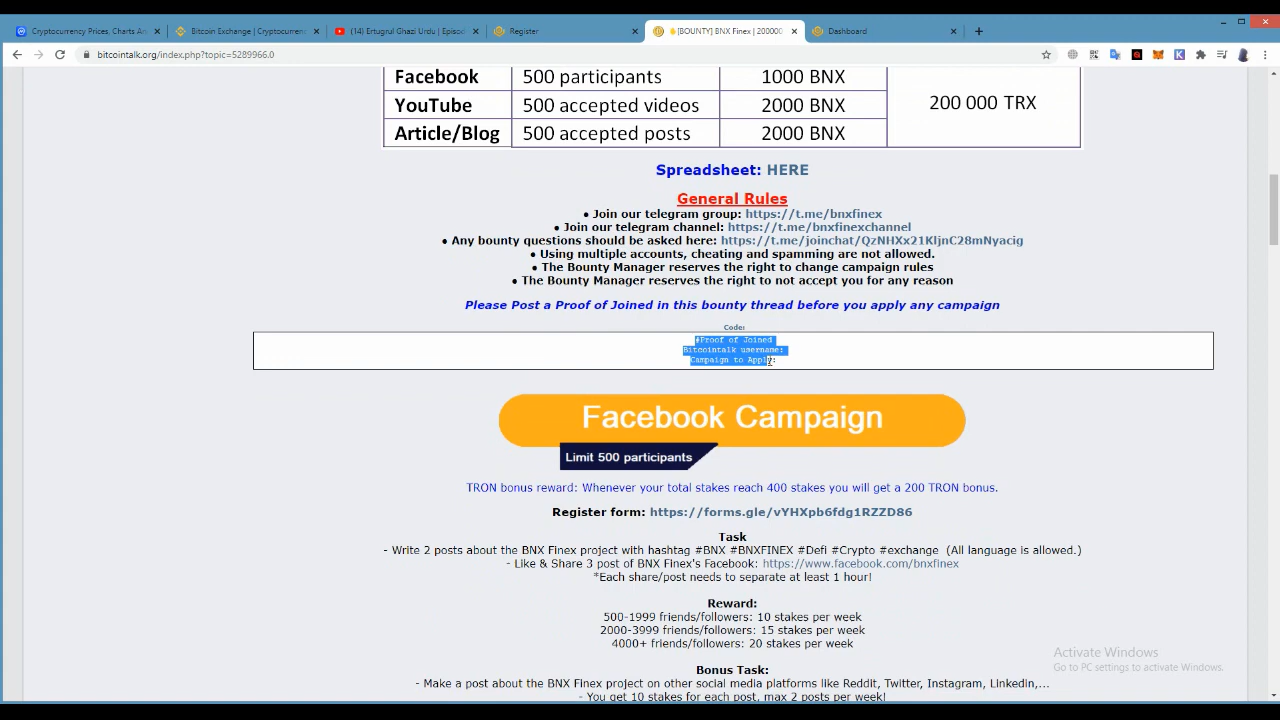 Cryptocurrency Prices, Charts An
Bitcoin Exchange | Cryptocurrenc
(14) Ertugrul Ghazi Urdu | Episod
Register
[BOUNTY] BNX Finex | 200000
Dashboard
bitcointalk.org/index.php?topic=5289966.0
Facebook 500 participants 1000 BNX
YouTube 500 accepted videos 2000 BNX 200 000 TRX
Article/Blog 500 accepted posts 2000 BNX
Spreadsheet: HERE
General Rules
● Join our telegram group: https://t.me/bnxfinex
● Join our telegram channel: https://t.me/bnxfinexchannel
● Any bounty questions should be asked here: https://t.me/joinchat/QzNHXx21KljnC28mNyacig
● Using multiple accounts, cheating and spamming are not allowed.
● The Bounty Manager reserves the right to change campaign rules
● The Bounty Manager reserves the right to not accept you for any reason
Please Post a Proof of Joined in this bounty thread before you apply any campaign
Code:
#Proof of Joined
Bitcointalk username:
Campaign to Apply:
Facebook Campaign
Limit 500 participants
TRON bonus reward: Whenever your total stakes reach 400 stakes you will get a 200 TRON bonus.
Register form: https://forms.gle/vYHXpb6fdg1RZZD86
Task
- Write 2 posts about the BNX Finex project with hashtag #BNX #BNXFINEX #Defi #Crypto #exchange (All language is allowed.)
- Like & Share 3 post of BNX Finex's Facebook: https://www.facebook.com/bnxfinex
*Each share/post needs to separate at least 1 hour!
Reward:
500-1999 friends/followers: 10 stakes per week
2000-3999 friends/followers: 15 stakes per week
4000+ friends/followers: 20 stakes per week
Activate Windows
Go to PC settings to activate Windows.
Bonus Task:
- Make a post about the BNX Finex project on other social media platforms like Reddit, Twitter, Instagram, Linkedin,...
- You get 10 stakes for each post, max 2 posts per week!